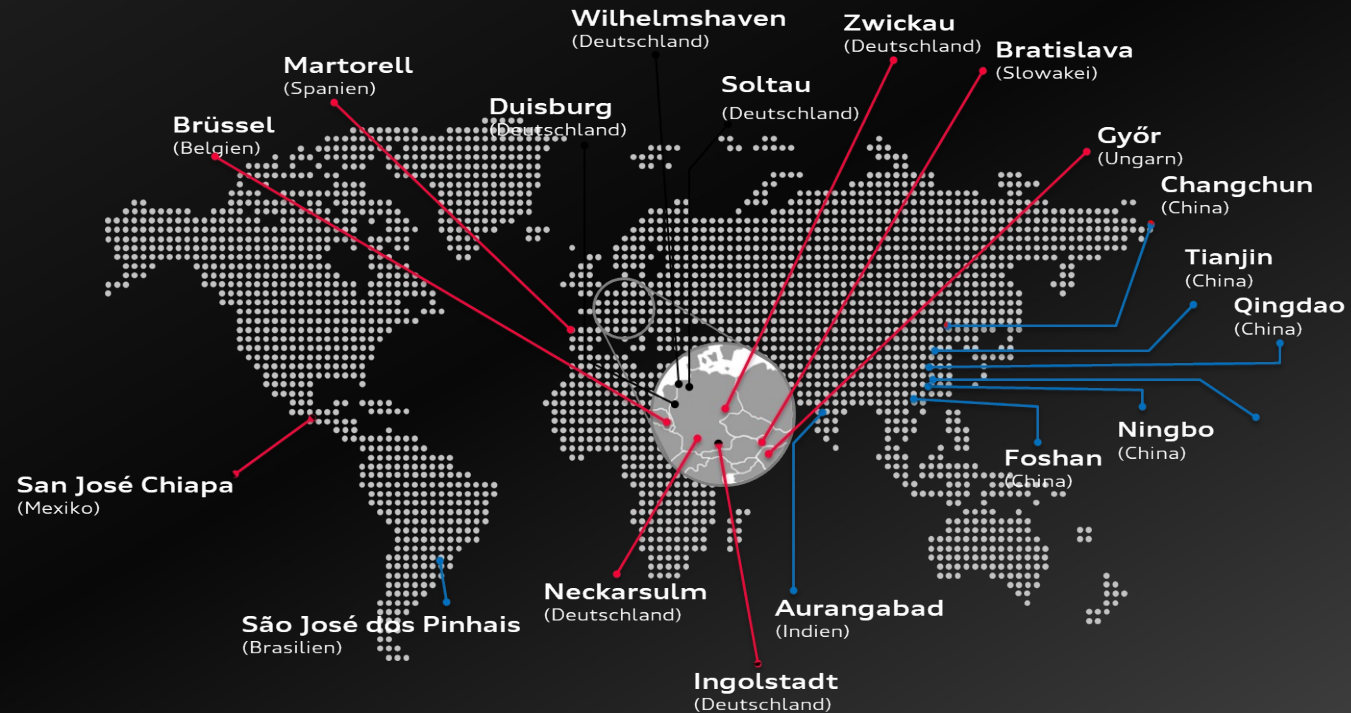 Wilhelmshaven
(Deutschland)
Zwickau
(Deutschland)
Bratislava
(Slowakei)
Martorell
(Spanien)
Soltau
(Deutschland)
Duisburg
(Deutschland)
Brüssel
(Belgien)
Győr
(Ungarn)
Changchun
(China)
Tianjin
(China)
Qingdao
(China)
Ningbo
(China)
Foshan
(China)
San José Chiapa
(Mexiko)
Neckarsulm
(Deutschland)
Aurangabad
(Indien)
São José dos Pinhais
(Brasilien)
Ingolstadt
(Deutschland)